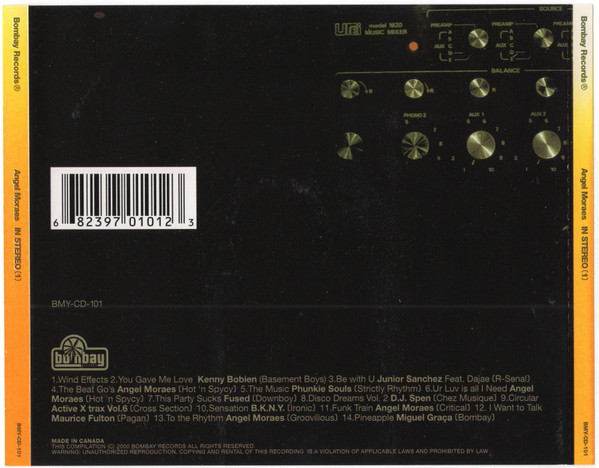 Bombay Records®
Angel Moraes IN STEREO (1)
BMY-CD-101
Urei model 1620
MUSIC MIXER
SOURCE
PREAMP
PREAMP
PREAMP
AUX
AUX
BALANCE
PHONO 2
AUX 1
AUX 2
6 82397 01012 3
BMY-CD-101
bombay
1.Wind Effects 2.You Gave Me Love Kenny Bobien (Basement Boys) 3.Be with U Junior Sanchez Feat. Dajae (R-Senal)
4.The Beat Go's Angel Moraes (Hot 'n Spycy) 5.The Music Phunkie Souls (Strictly Rhythm) 6.Ur Luv is all I Need Angel
Moraes (Hot 'n Spycy) 7.This Party Sucks Fused (Downboy) 8.Disco Dreams Vol. 2 D.J. Spen (Chez Musique) 9.Circular
Active X trax Vol.6 (Cross Section) 10.Sensation B.K.N.Y. (Ironic) 11.Funk Train Angel Moraes (Critical) 12. I Want to Talk
Maurice Fulton (Pagan) 13.To the Rhythm Angel Moraes (Groovilious) 14.Pineapple Miguel Graça (Bombay)
MADE IN CANADA
THIS COMPILATION (C) 2000 BOMBAY RECORDS ALL RIGHTS RESERVED.
WARNING: UNAUTHORIZED REPRODUCTION, COPYING AND RENTAL OF THIS RECORDING IS A VIOLATION OF APPLICABLE LAWS AND PROHIBITED BY LAW.
Bombay Records®
Angel Moraes IN STEREO (1)
BMY-CD-101